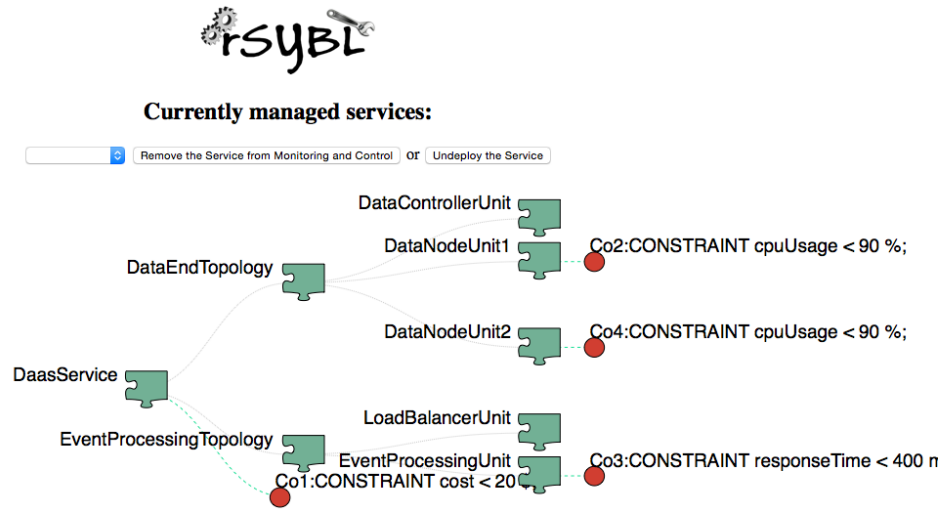 rSYBL
Currently managed services:
Remove the Service from Monitoring and Control or Undeploy the Service
DataControllerUnit
DataNodeUnit1 Co2:CONSTRAINT cpuUsage < 90 %;
DataEndTopology
DataNodeUnit2 Co4:CONSTRAINT cpuUsage < 90 %;
DaasService
LoadBalancerUnit
EventProcessingTopology
EventProcessingUnit Co3:CONSTRAINT responseTime < 400
Co1:CONSTRAINT cost < 20